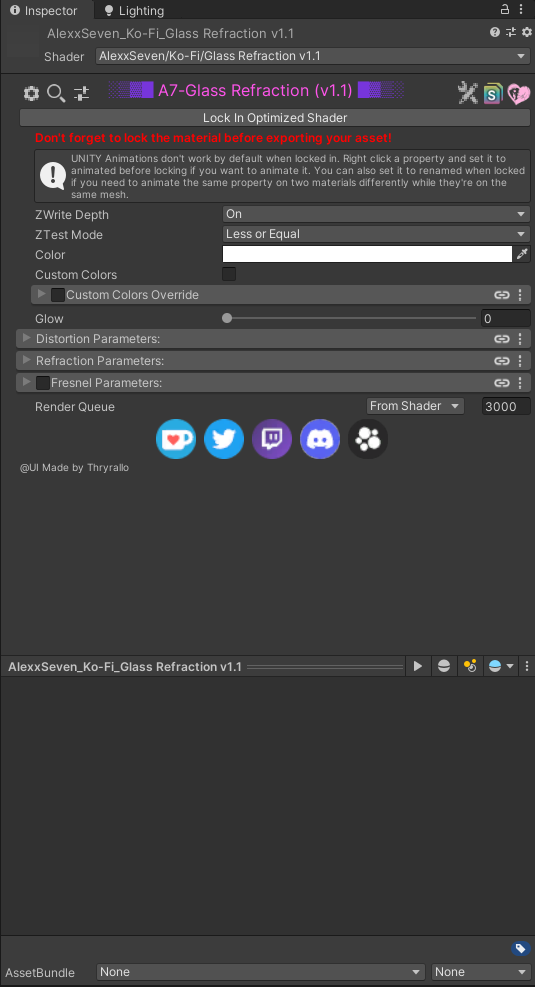 Inspector
Lighting
AlexxSeven_Ko-Fi_Glass Refraction v1.1
Shader
AlexxSeven/Ko-Fi/Glass Refraction v1.1
A7-Glass Refraction (v1.1)
Lock In Optimized Shader
Don't forget to lock the material before exporting your asset!
UNITY Animations don't work by default when locked in. Right click a property and set it to
animated before locking if you want to animate it. You can also set it to renamed when locked
if you need to animate the same property on two materials differently while they're on the
same mesh.
ZWrite Depth
On
ZTest Mode
Less or Equal
Color
Custom Colors
Custom Colors Override
Glow
0
Distortion Parameters:
Refraction Parameters:
Fresnel Parameters:
Render Queue
From Shader
3000
@UI Made by Thryrallo
AlexxSeven_Ko-Fi_Glass Refraction v1.1
AssetBundle
None
None